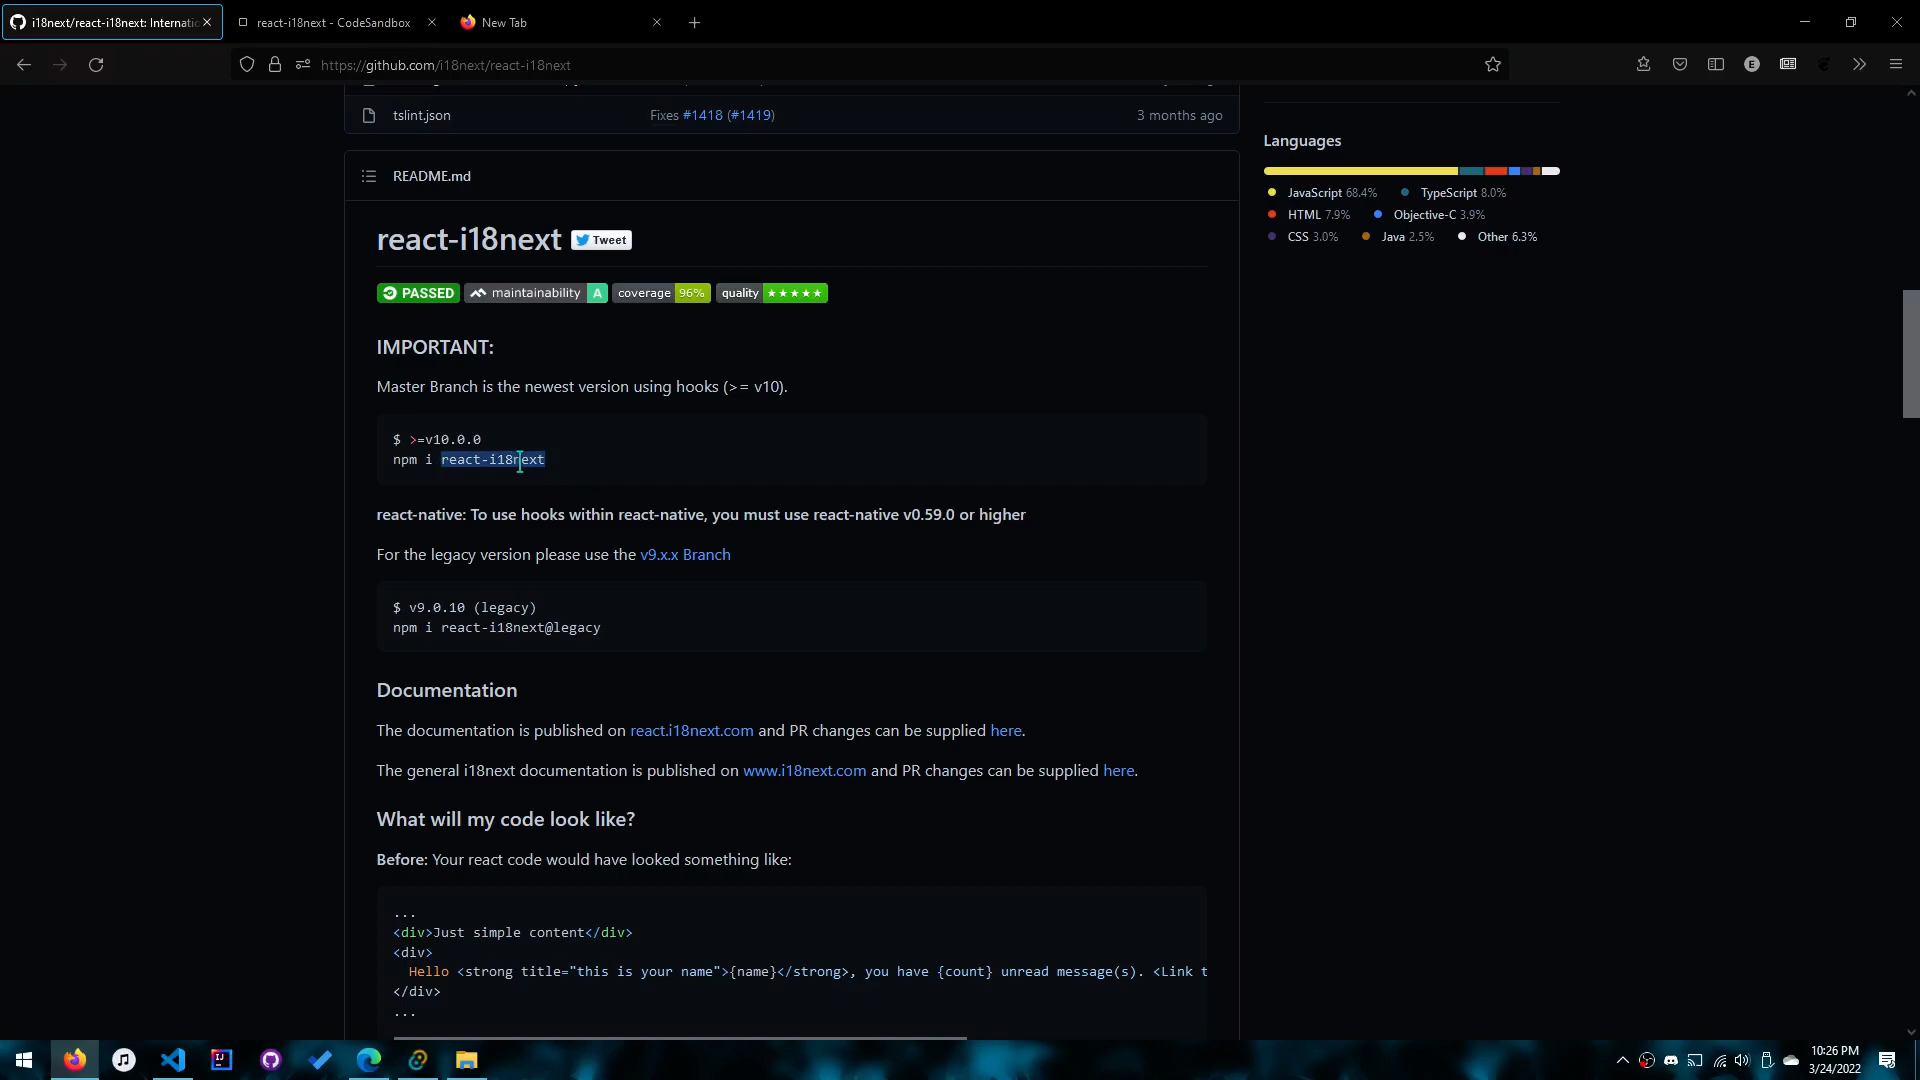 i18next/react-i18next: Internatio
react-i18next - CodeSandbox
New Tab
https://github.com/i18next/react-i18next
tslint.json
Fixes #1418 (#1419)
3 months ago
README.md
react-i18next
Tweet
PASSED
maintainability A
coverage 96%
quality ★★★★★
IMPORTANT:
Master Branch is the newest version using hooks (>= v10).
$ >=v10.0.0
npm i react-i18next
react-native: To use hooks within react-native, you must use react-native v0.59.0 or higher
For the legacy version please use the v9.x.x Branch
$ v9.0.10 (legacy)
npm i react-i18next@legacy
Documentation
The documentation is published on react.i18next.com and PR changes can be supplied here.
The general i18next documentation is published on www.i18next.com and PR changes can be supplied here.
What will my code look like?
Before: Your react code would have looked something like:
...
<div>Just simple content</div>
<div>
Hello <strong title="this is your name">{name}</strong>, you have {count} unread message(s). <Link t
</div>
...
Languages
JavaScript 68.4%
TypeScript 8.0%
HTML 7.9%
Objective-C 3.9%
CSS 3.0%
Java 2.5%
Other 6.3%
10:26 PM
3/24/2022